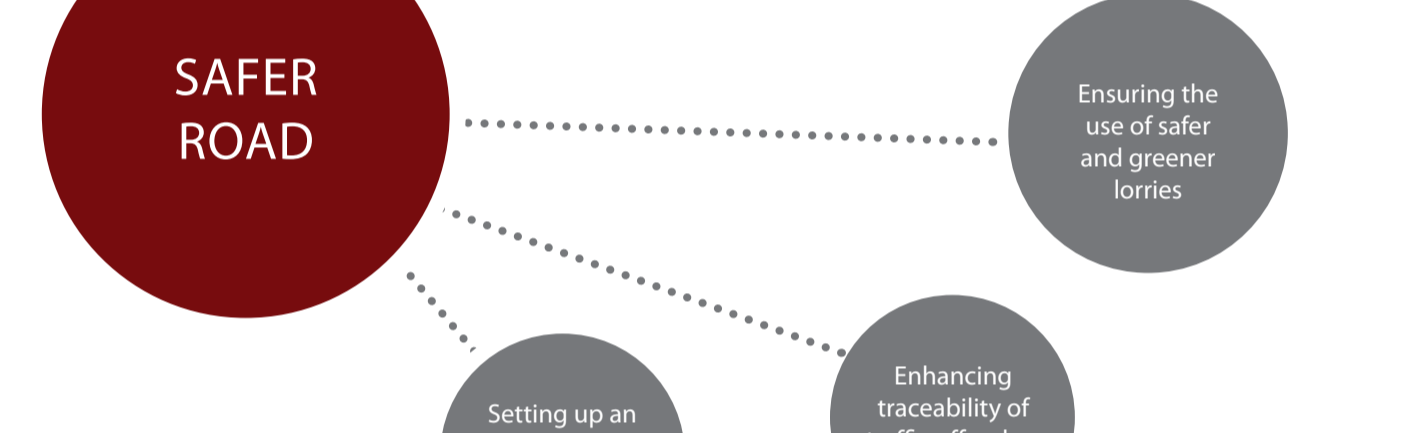 SAFER
ROAD
Ensuring the
use of safer
and greener
lorries
Enhancing
traceability of
Setting up an